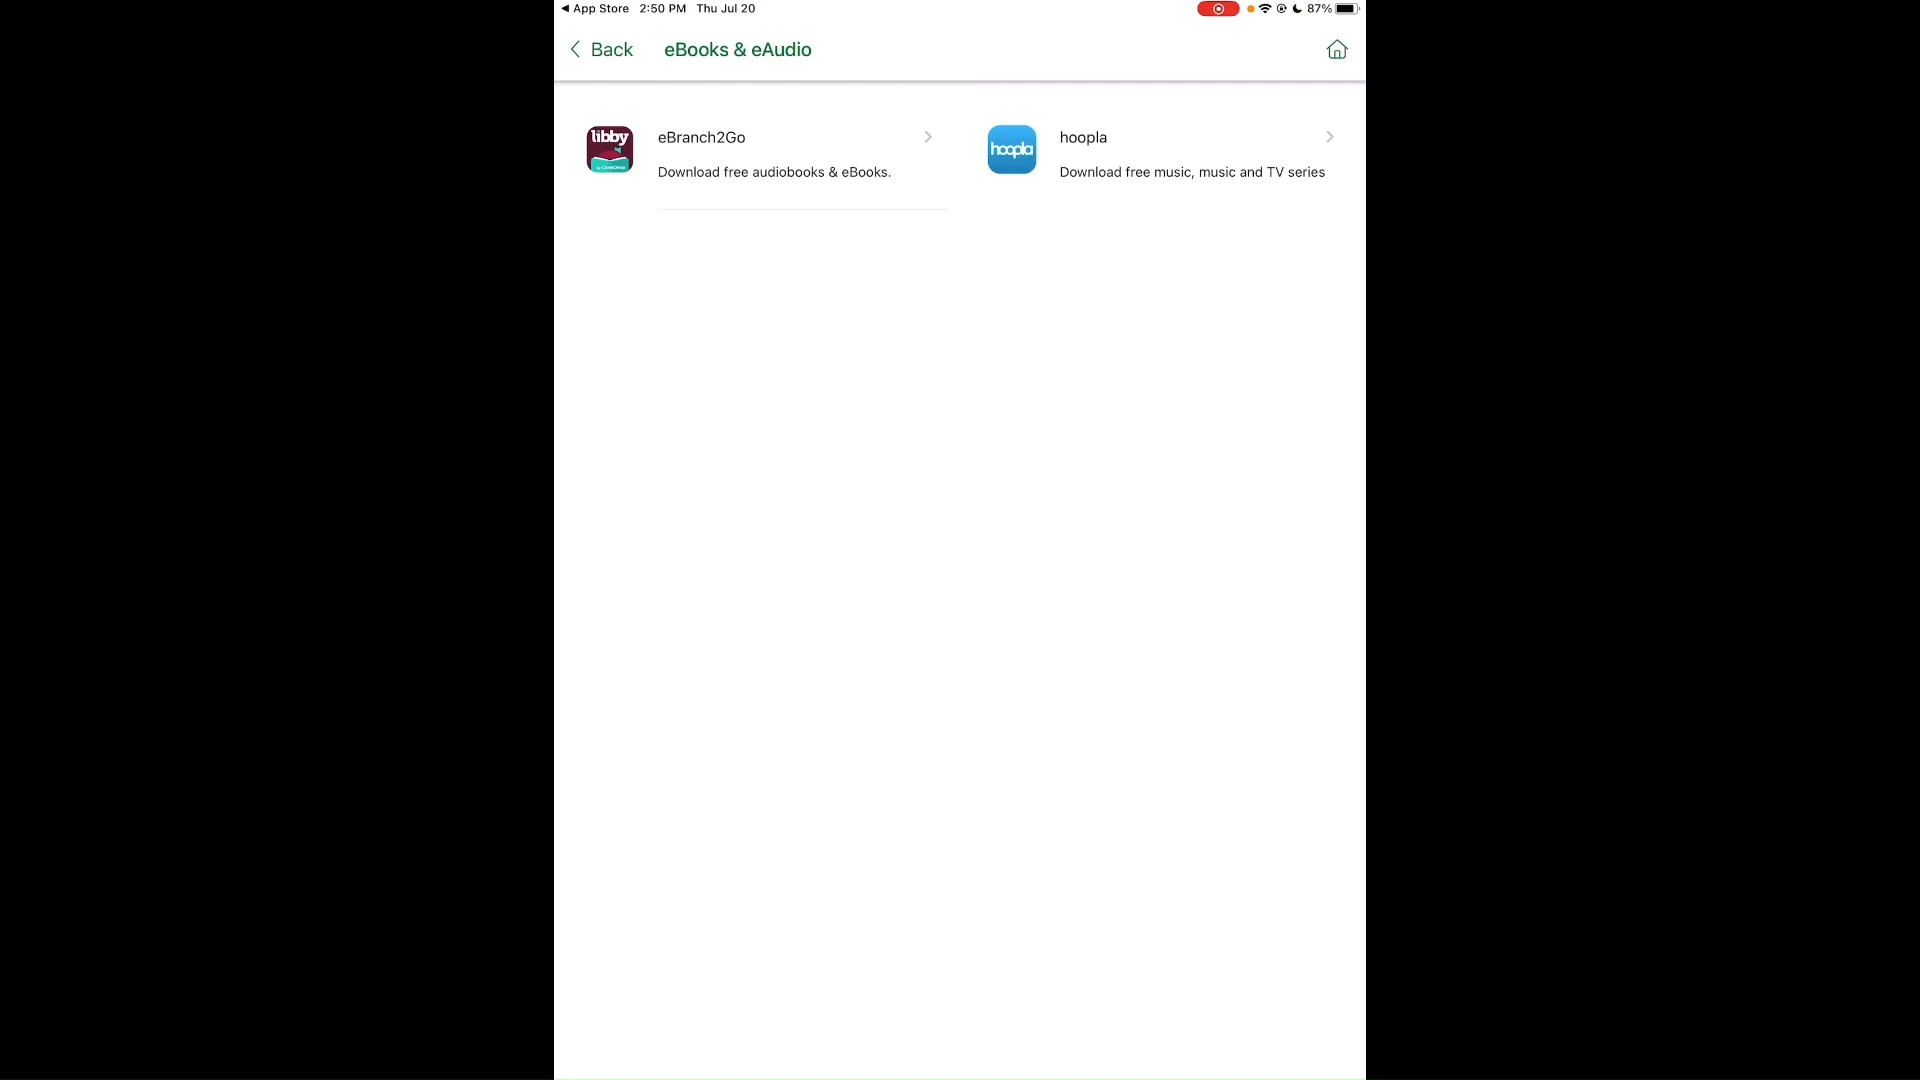 ◀ App Store 2:50 PM Thu Jul 20 87%
Back eBooks & eAudio
libby
eBranch2Go
Download free audiobooks & eBooks.
hoopla
hoopla
Download free music, music and TV series